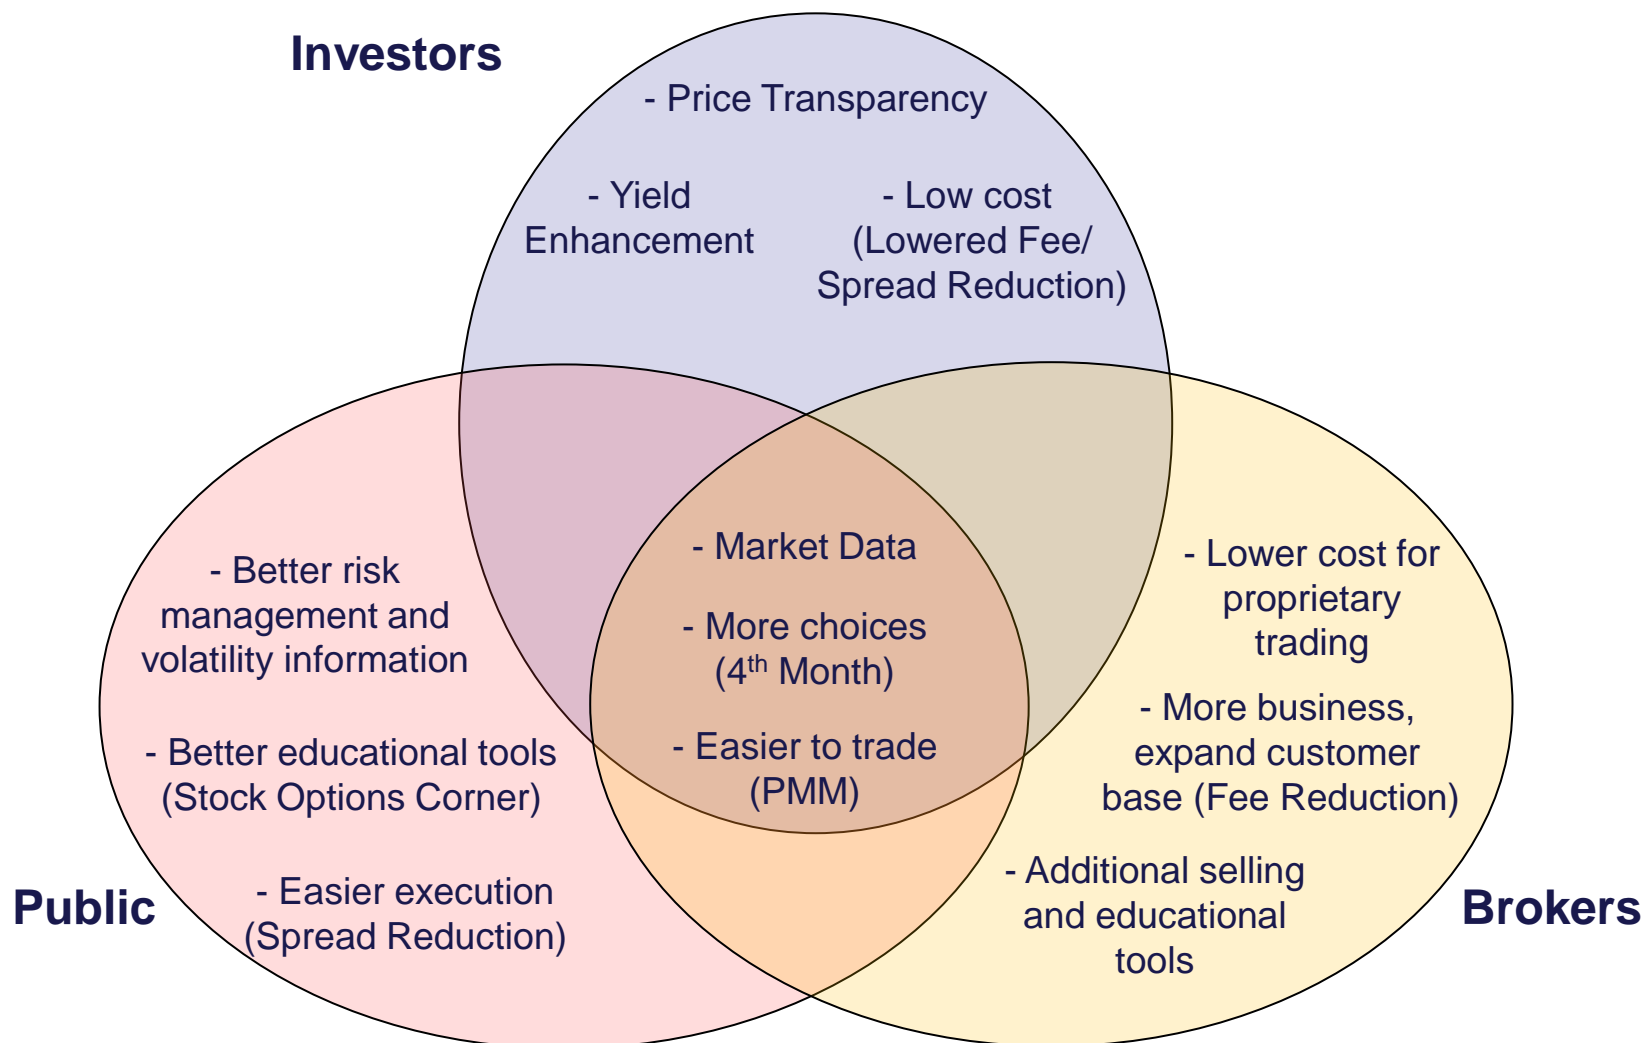 Investors
- Price Transparency
- Yield
Enhancement
- Low cost
(Lowered Fee/
Spread Reduction)
- Market Data
- More choices
(4th Month)
- Easier to trade
(PMM)
- Better risk
management and
volatility information
- Better educational tools
(Stock Options Corner)
- Easier execution
(Spread Reduction)
Public
- Lower cost for
proprietary
trading
- More business,
expand customer
base (Fee Reduction)
- Additional selling
and educational
tools
Brokers